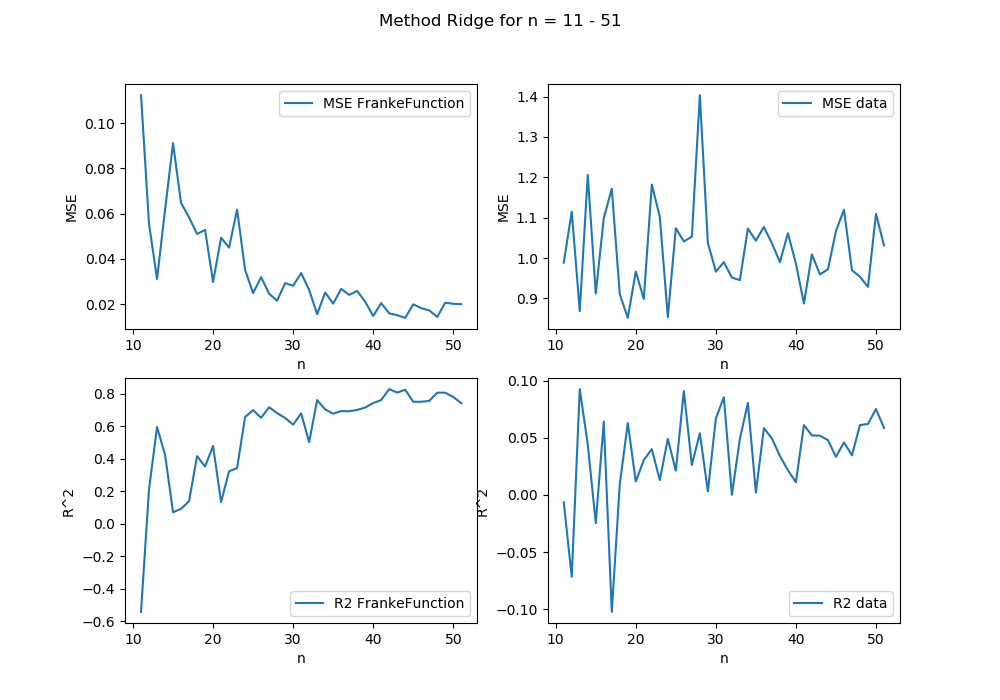 Method Ridge for n = 11 - 51
MSE FrankeFunction
0.10
0.08
0.06
0.04
0.02
MSE
10 20 30 40 50
n
MSE data
1.4
1.3
1.2
1.1
1.0
0.9
MSE
10 20 30 40 50
n
0.8
0.6
0.4
0.2
0.0
−0.2
−0.4
−0.6
R^2
R2 FrankeFunction
10 20 30 40 50
n
0.10
0.05
0.00
−0.05
−0.10
R^2
R2 data
10 20 30 40 50
n